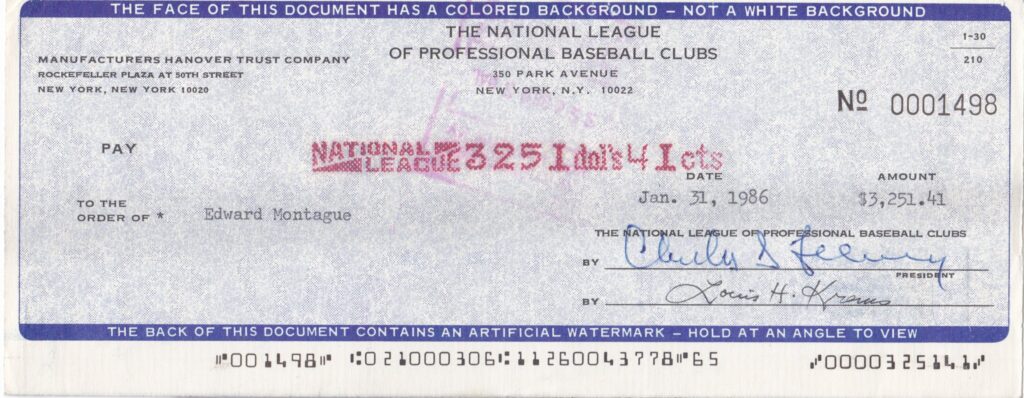 THE FACE OF THIS DOCUMENT HAS A COLORED BACKGROUND – NOT A WHITE BACKGROUND
THE NATIONAL LEAGUE
OF PROFESSIONAL BASEBALL CLUBS
350 PARK AVENUE
NEW YORK, N.Y. 10022
1-30
210
MANUFACTURERS HANOVER TRUST COMPANY
ROCKEFELLER PLAZA AT 50TH STREET
NEW YORK, NEW YORK 10020
Nº 0001498
PAY
NATIONAL LEAGUE 3251 dol's 41 cts
DATE AMOUNT
Jan. 31, 1986 $3,251.41
TO THE
ORDER OF * Edward Montague
THE NATIONAL LEAGUE OF PROFESSIONAL BASEBALL CLUBS
BY Charles S Feeney
PRESIDENT
BY Louis H. Kraus
THE BACK OF THIS DOCUMENT CONTAINS AN ARTIFICIAL WATERMARK – HOLD AT AN ANGLE TO VIEW
⑈001498⑈ ⑆021000306⑆11260043778⑈65 ⑈0000325141⑈